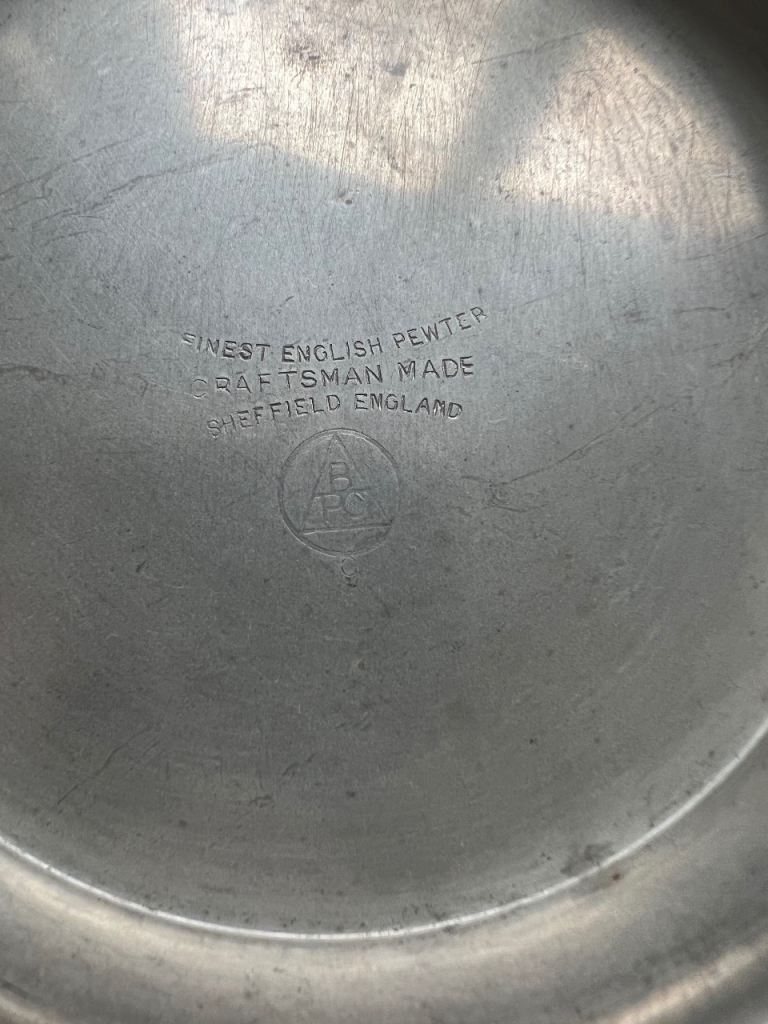 FINEST ENGLISH PEWTER
CRAFTSMAN MADE
SHEFFIELD ENGLAND
B
PC
C